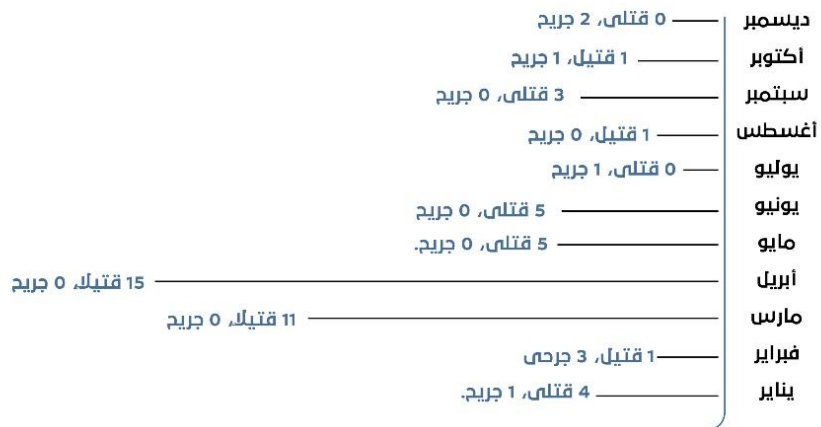 ديسمبر 0 قتلى، 2 جريح
أكتوبر 1 قتيل، 1 جريح
سبتمبر 3 قتلى، 0 جريح
أغسطس 1 قتيل، 0 جريح
يوليو 0 قتلى، 1 جريح
يونيو 5 قتلى، 0 جريح
مايو 5 قتلى، 0 جريح.
أبريل 15 قتيلا، 0 جريح
مارس 11 قتيلا، 0 جريح
فبراير 1 قتيل، 3 جرحى
يناير 4 قتلى، 1 جريح.